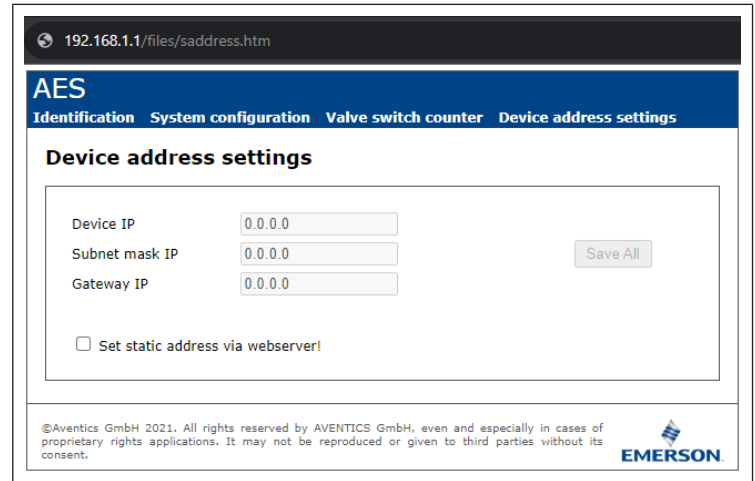 192.168.1.1/files/saddress.htm
AES
Identification System configuration Valve switch counter Device address settings
Device address settings
Device IP 0.0.0.0
Subnet mask IP 0.0.0.0 Save All
Gateway IP 0.0.0.0
Set static address via webserver!
©Aventics GmbH 2021. All rights reserved by AVENTICS GmbH, even and especially in cases of
proprietary rights applications. It may not be reproduced or given to third parties without its
consent.
EMERSON.